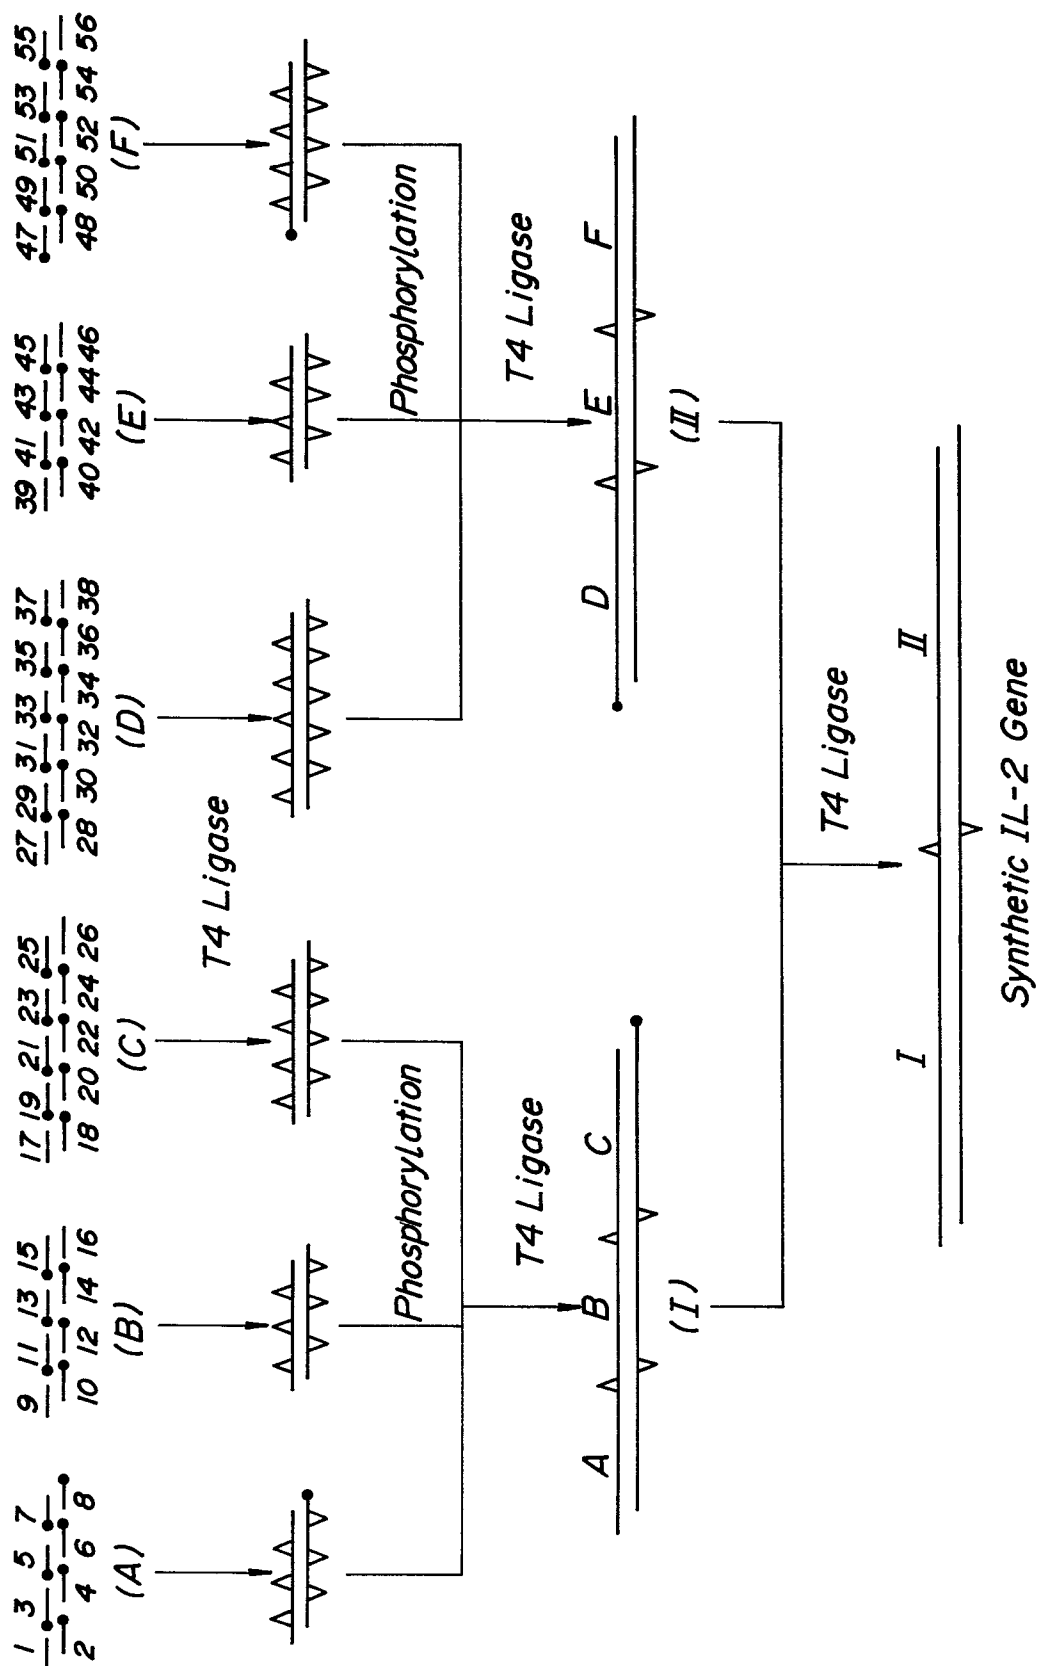 1 3 5 7 9 11 13 15 17 19 21 23 25 27 29 31 33 35 37 39 41 43 45 47 49 51 53 55
2 4 6 8 10 12 14 16 18 20 22 24 26 28 30 32 34 36 38 40 42 44 46 48 50 52 54 56
(A) (B) (C) (D) (E) (F)
T4 Ligase
Phosphorylation Phosphorylation
T4 Ligase T4 Ligase
A B C D E F
(I) (II)
T4 Ligase
I II
Synthetic IL-2 Gene